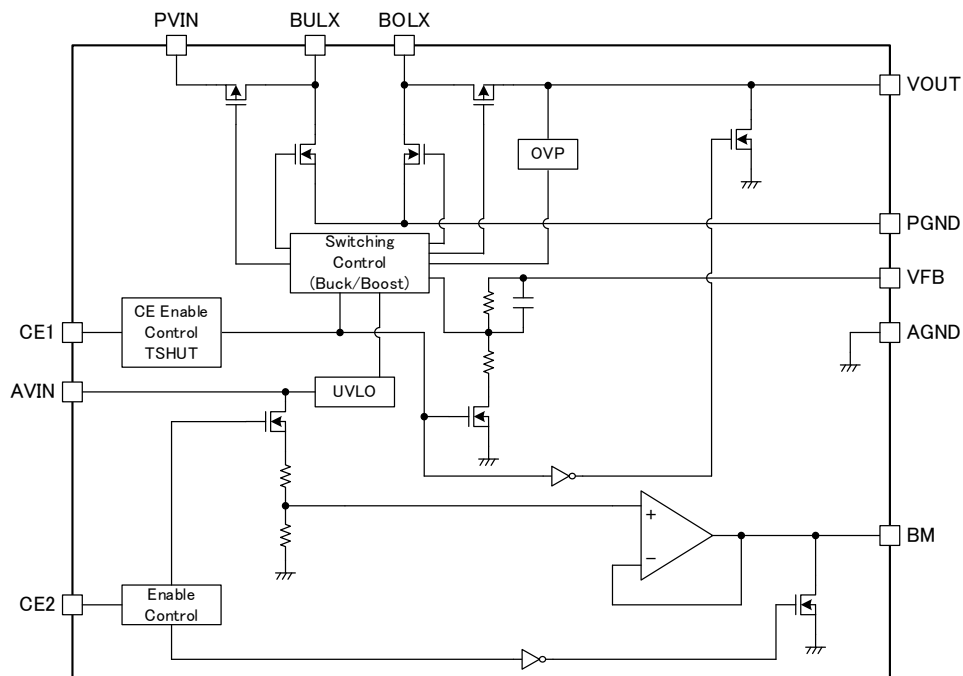 PVIN BULX BOLX
VOUT
OVP
PGND
Switching
Control
(Buck/Boost)
VFB
CE1
CE Enable
Control
TSHUT
AGND
AVIN
UVLO
+
−
BM
CE2
Enable
Control